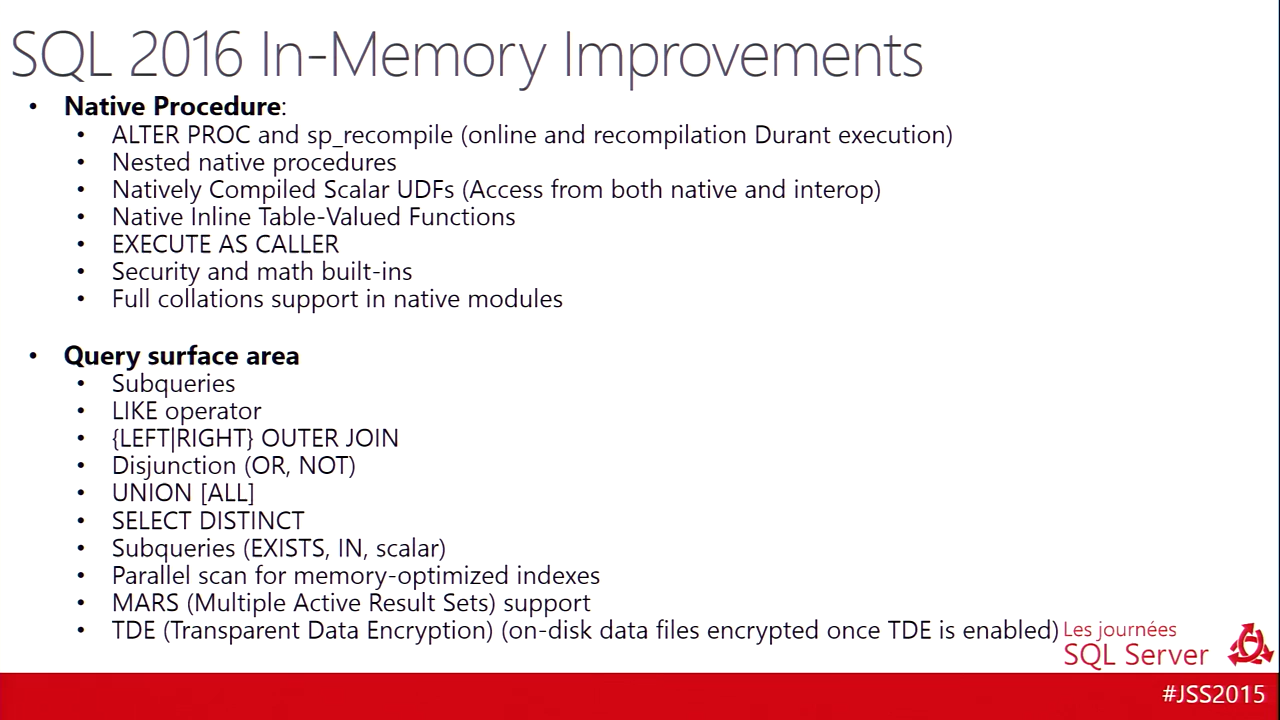 SQL 2016 In-Memory Improvements
• Native Procedure:
• ALTER PROC and sp_recompile (online and recompilation Durant execution)
• Nested native procedures
• Natively Compiled Scalar UDFs (Access from both native and interop)
• Native Inline Table-Valued Functions
• EXECUTE AS CALLER
• Security and math built-ins
• Full collations support in native modules
• Query surface area
• Subqueries
• LIKE operator
• {LEFT|RIGHT} OUTER JOIN
• Disjunction (OR, NOT)
• UNION [ALL]
• SELECT DISTINCT
• Subqueries (EXISTS, IN, scalar)
• Parallel scan for memory-optimized indexes
• MARS (Multiple Active Result Sets) support
• TDE (Transparent Data Encryption) (on-disk data files encrypted once TDE is enabled)
Les journées
SQL Server
#JSS2015